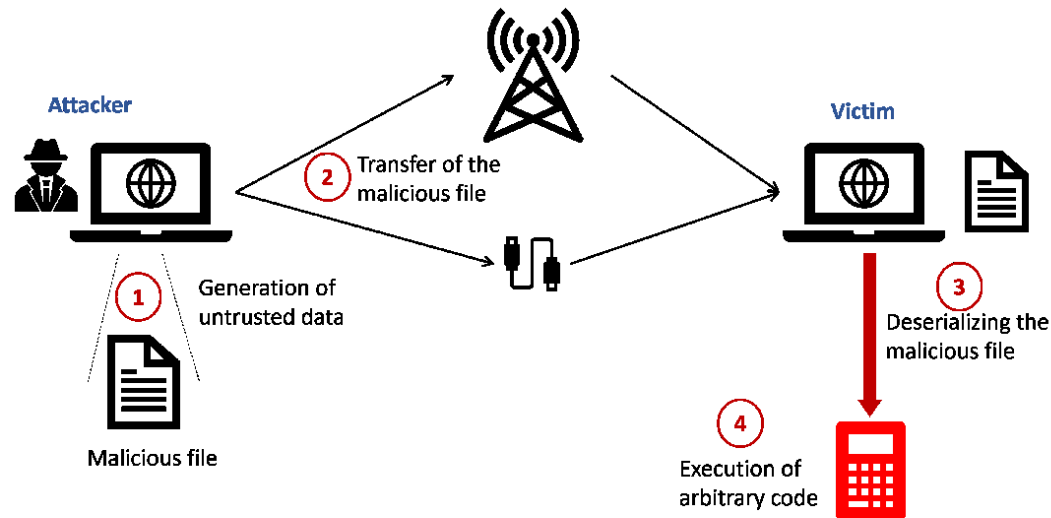 Attacker
Victim
2
Transfer of the
malicious file
1
Generation of
untrusted data
Malicious file
3
Deserializing the
malicious file
4
Execution of
arbitrary code